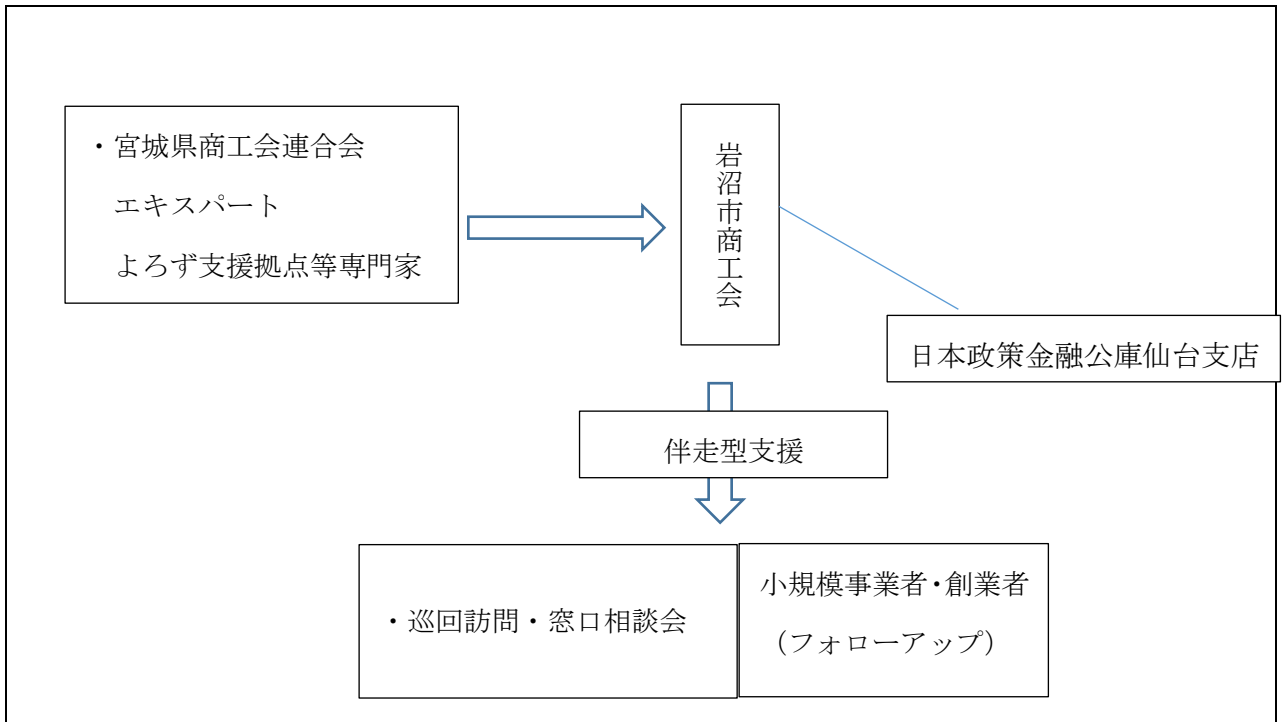 ・宮城県商工会連合会
エキスパート
よろず支援拠点等専門家
岩沼市商工会
日本政策金融公庫仙台支店
伴走型支援
・巡回訪問・窓口相談会
小規模事業者・創業者
（フォローアップ）